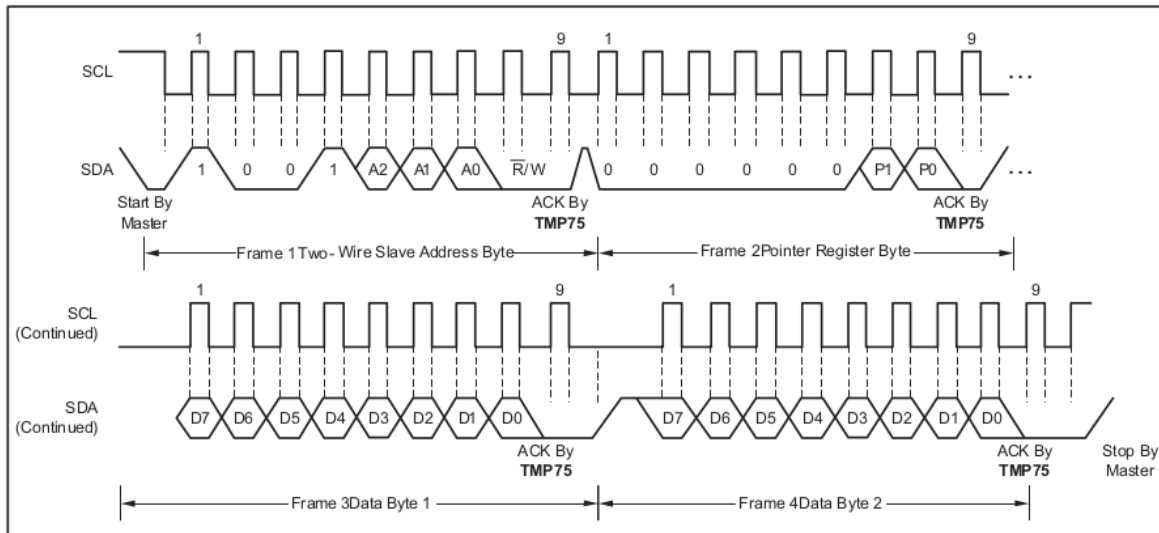 1 9 1 9
SCL ...
SDA 1 0 0 1 A2 A1 A0 R̅/W 0 0 0 0 0 0 P1 P0 ...
Start By Master ACK By TMP75 ACK By TMP75
Frame 1Two-Wire Slave Address Byte Frame 2Pointer Register Byte
1 9 1 9
SCL
(Continued)
SDA
(Continued) D7 D6 D5 D4 D3 D2 D1 D0 D7 D6 D5 D4 D3 D2 D1 D0
ACK By TMP75 ACK By TMP75 Stop By Master
Frame 3Data Byte 1 Frame 4Data Byte 2